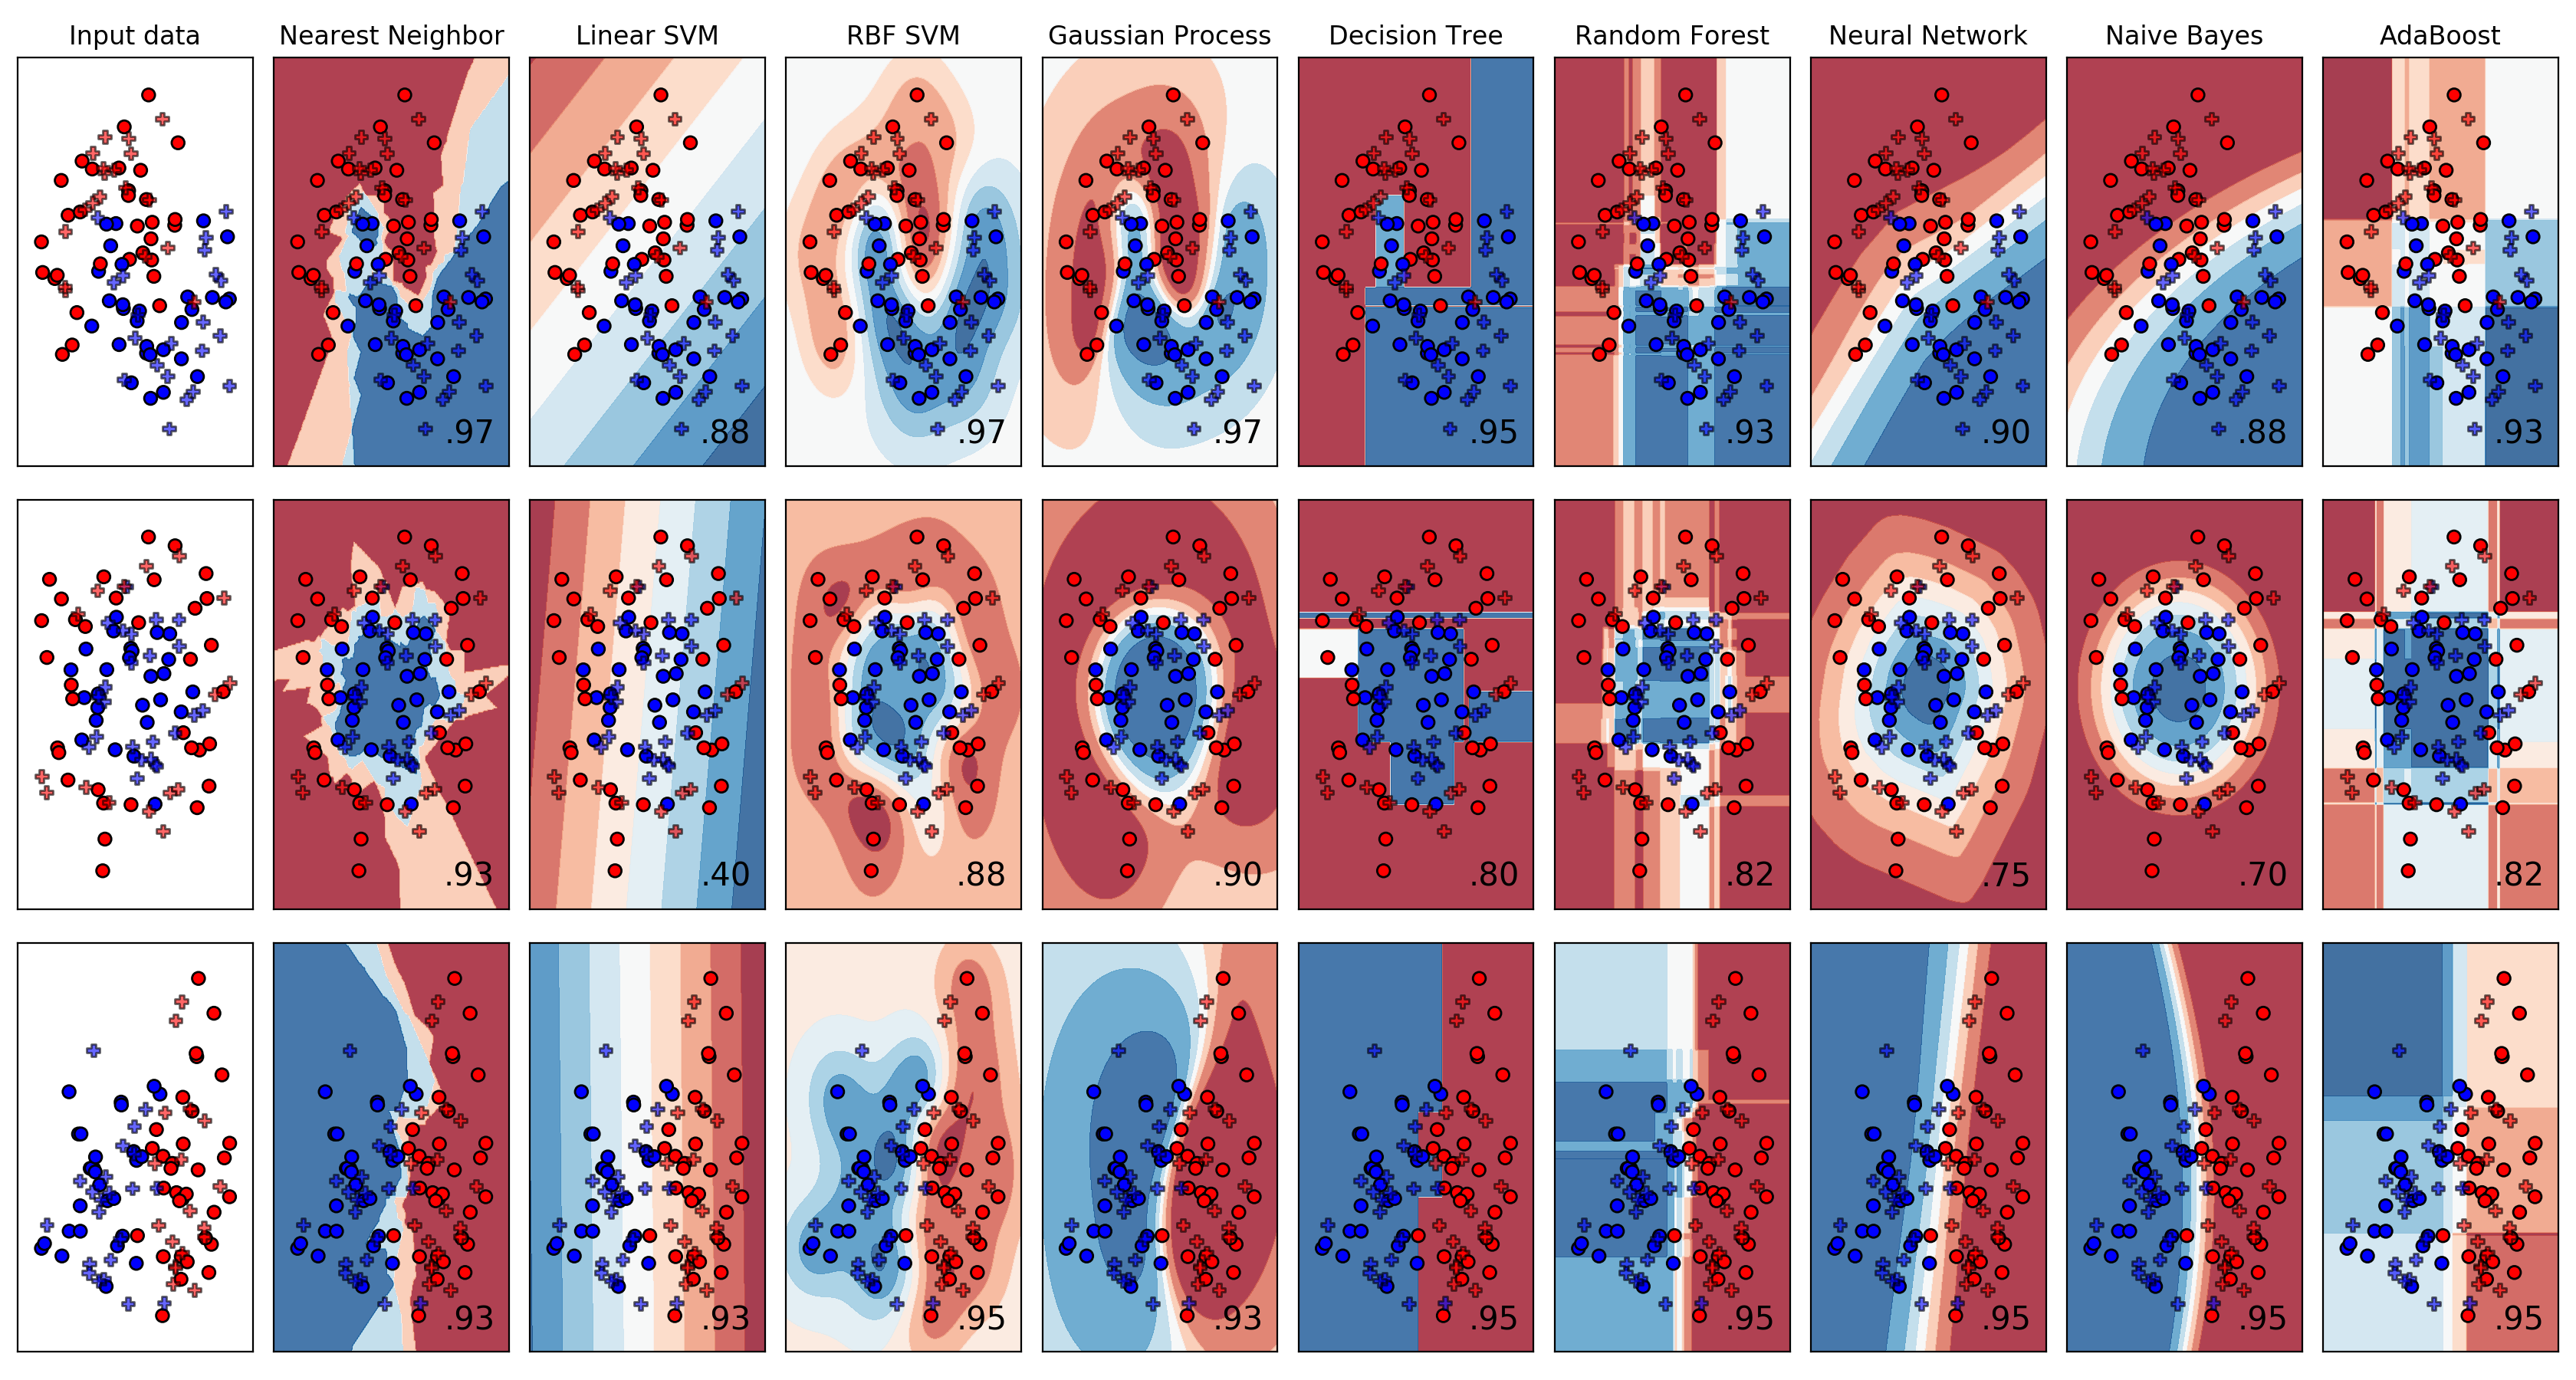 Input data Nearest Neighbor Linear SVM RBF SVM Gaussian Process Decision Tree Random Forest Neural Network Naive Bayes AdaBoost
.97 .88 .97 .97 .95 .93 .90 .88 .93
.93 .40 .88 .90 .80 .82 .75 .70 .82
.93 .93 .95 .93 .95 .95 .95 .95 .95